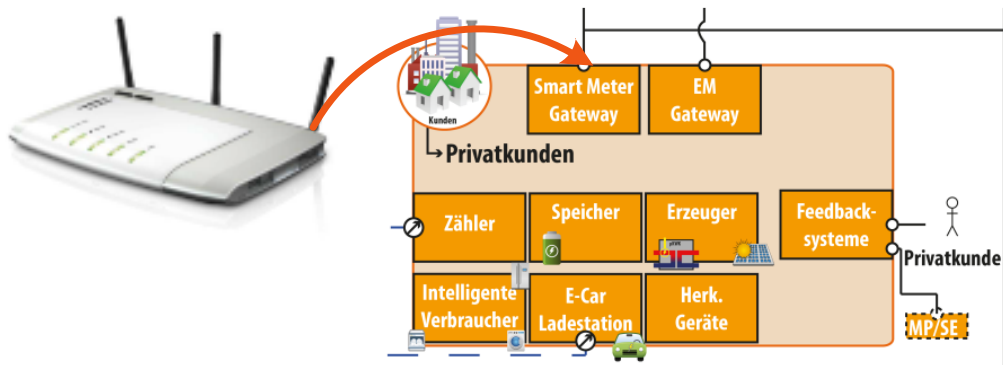 Smart Meter
Gateway
EM
Gateway
Kunden
Privatkunden
Zähler
Speicher
Erzeuger
Feedback-
systeme
Privatkunde
Intelligente
Verbraucher
E-Car
Ladestation
Herk.
Geräte
MP/SE